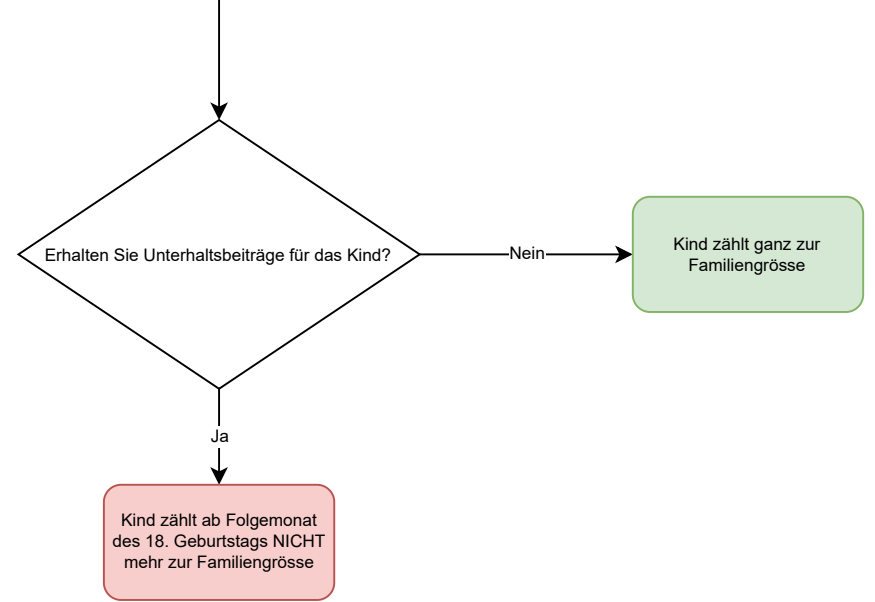 Erhalten Sie Unterhaltsbeiträge für das Kind?
Nein
Kind zählt ganz zur
Familiengrösse
Ja
Kind zählt ab Folgemonat
des 18. Geburtstags NICHT
mehr zur Familiengrösse